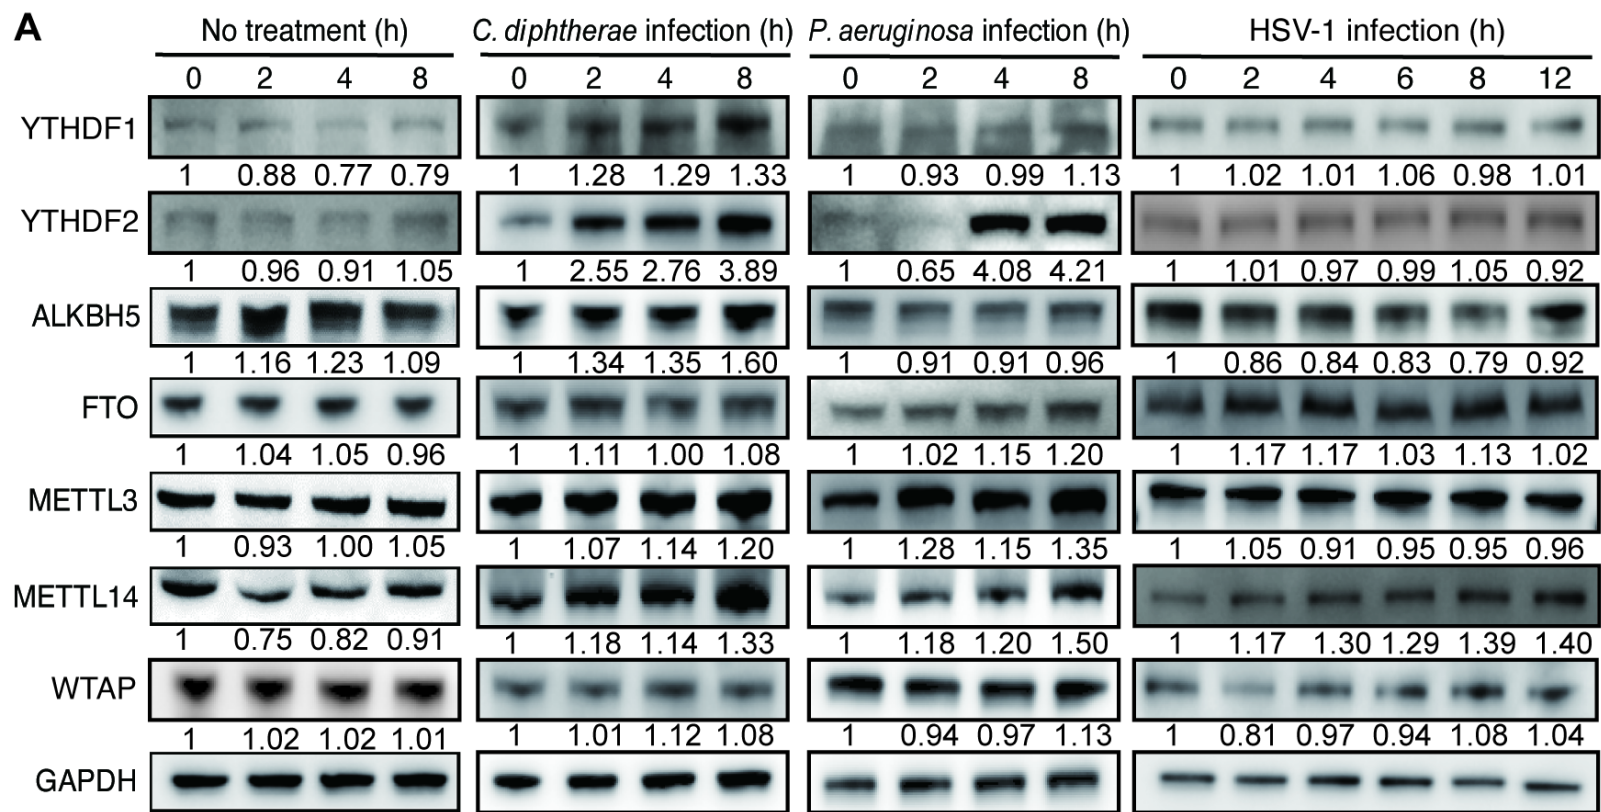 A
No treatment (h) C. diphtherae infection (h) P. aeruginosa infection (h) HSV-1 infection (h)
0 2 4 8 0 2 4 8 0 2 4 8 0 2 4 6 8 12
YTHDF1
1 0.88 0.77 0.79 1 1.28 1.29 1.33 1 0.93 0.99 1.13 1 1.02 1.01 1.06 0.98 1.01
YTHDF2
1 0.96 0.91 1.05 1 2.55 2.76 3.89 1 0.65 4.08 4.21 1 1.01 0.97 0.99 1.05 0.92
ALKBH5
1 1.16 1.23 1.09 1 1.34 1.35 1.60 1 0.91 0.91 0.96 1 0.86 0.84 0.83 0.79 0.92
FTO
1 1.04 1.05 0.96 1 1.11 1.00 1.08 1 1.02 1.15 1.20 1 1.17 1.17 1.03 1.13 1.02
METTL3
1 0.93 1.00 1.05 1 1.07 1.14 1.20 1 1.28 1.15 1.35 1 1.05 0.91 0.95 0.95 0.96
METTL14
1 0.75 0.82 0.91 1 1.18 1.14 1.33 1 1.18 1.20 1.50 1 1.17 1.30 1.29 1.39 1.40
WTAP
1 1.02 1.02 1.01 1 1.01 1.12 1.08 1 0.94 0.97 1.13 1 0.81 0.97 0.94 1.08 1.04
GAPDH